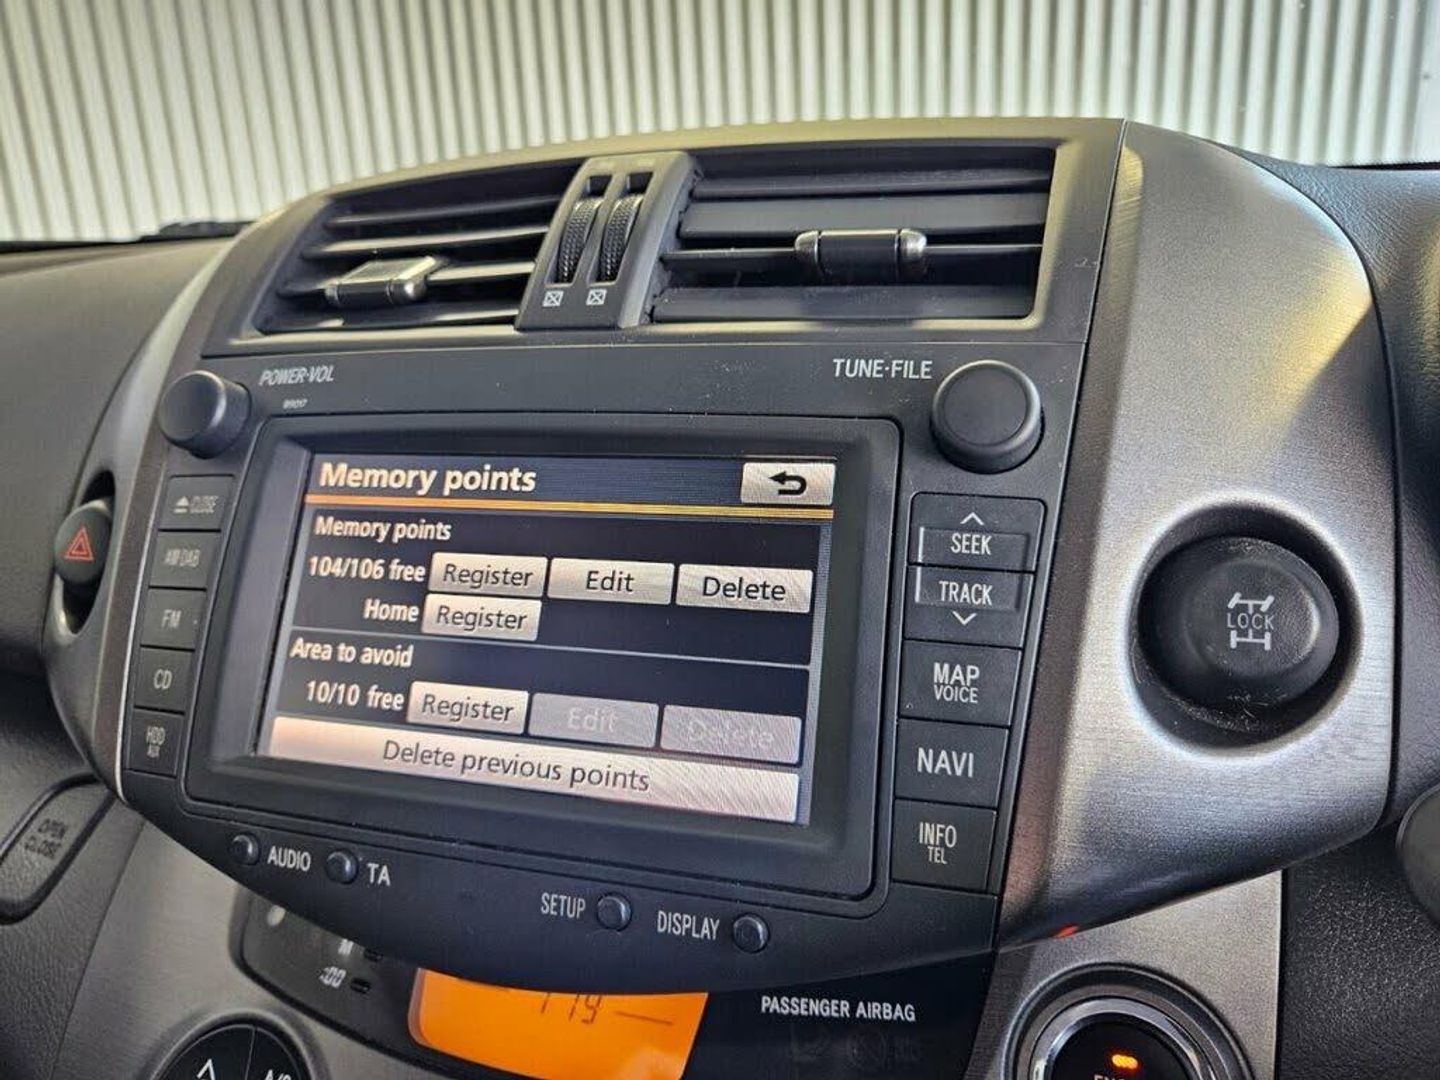 POWER·VOL
TUNE·FILE
Memory points
Memory points
104/106 free Register Edit Delete
Home Register
Area to avoid
10/10 free Register Edit Delete
Delete previous points
CLOSE
AM DAB
FM
CD
HDD
AUX
SEEK
TRACK
MAP
VOICE
NAVI
INFO
TEL
LOCK
OPEN
CLOSE
AUDIO TA
SETUP DISPLAY
:00
PASSENGER AIRBAG